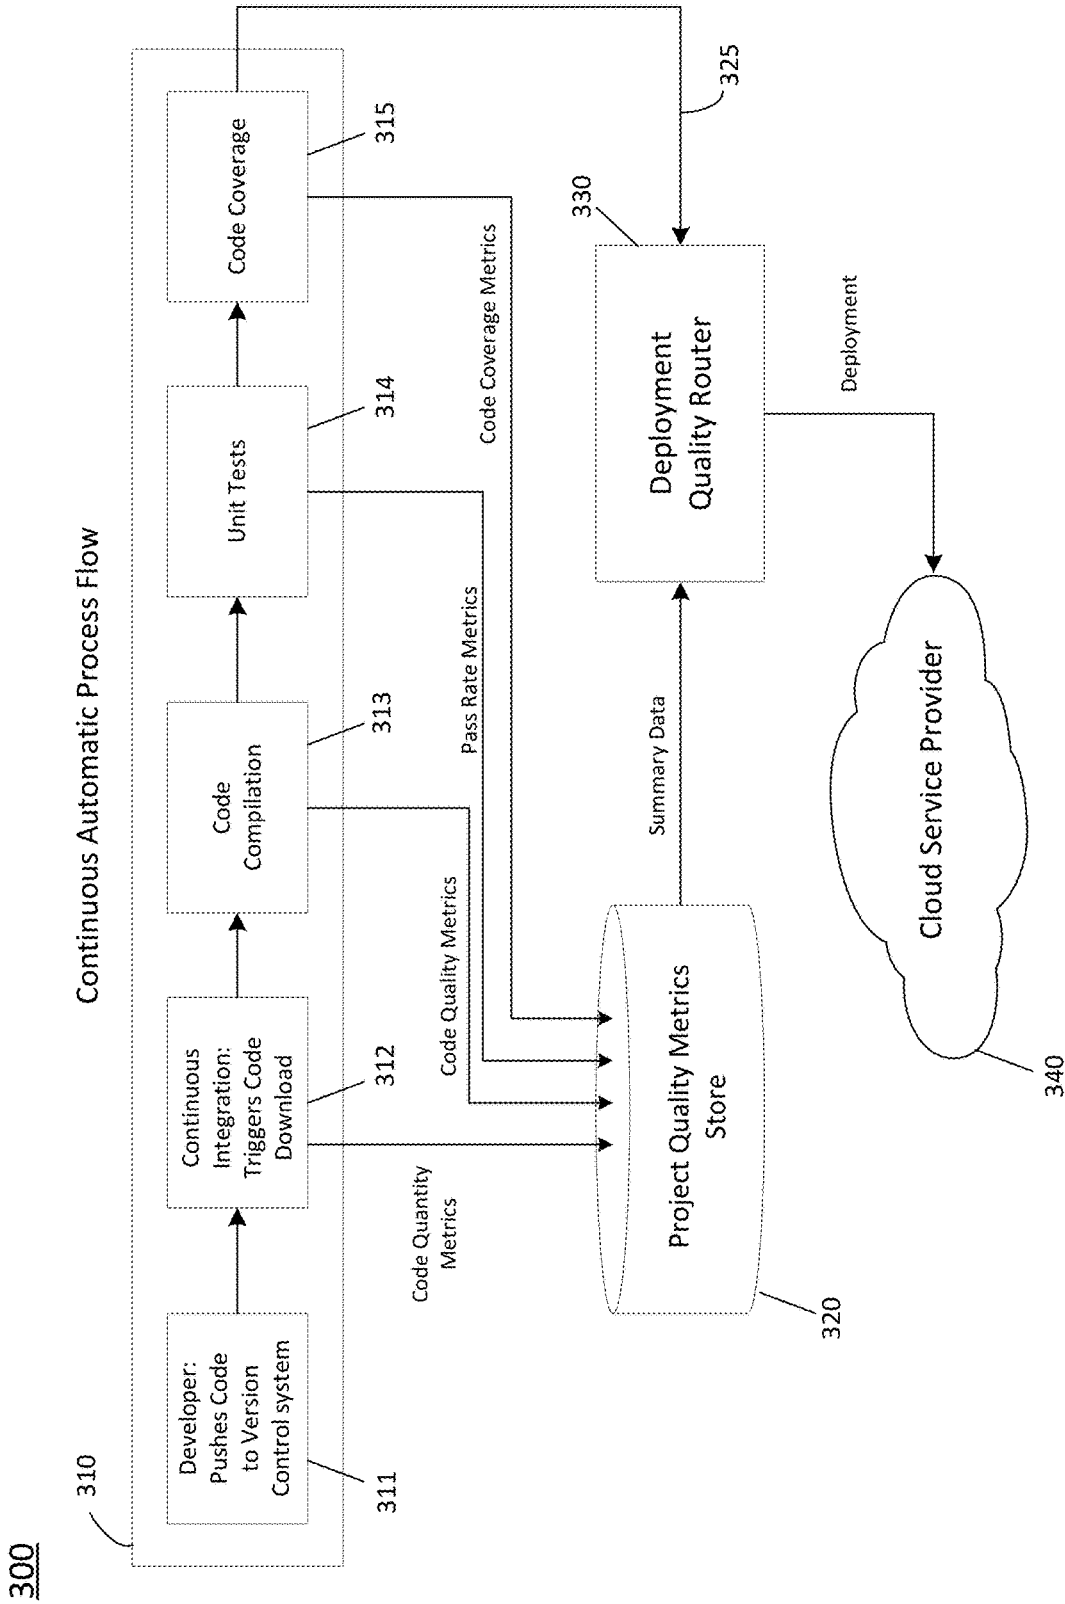 300
Continuous Automatic Process Flow
310
Developer:
Pushes Code
to Version
Control system
311
Continuous
Integration:
Triggers Code
Download
312
Code
Compilation
313
Unit Tests
314
Code Coverage
315
Code Quantity
Metrics
Code Quality Metrics
Pass Rate Metrics
Code Coverage Metrics
Project Quality Metrics
Store
320
Summary Data
Deployment
Quality Router
330
325
Deployment
Cloud Service Provider
340